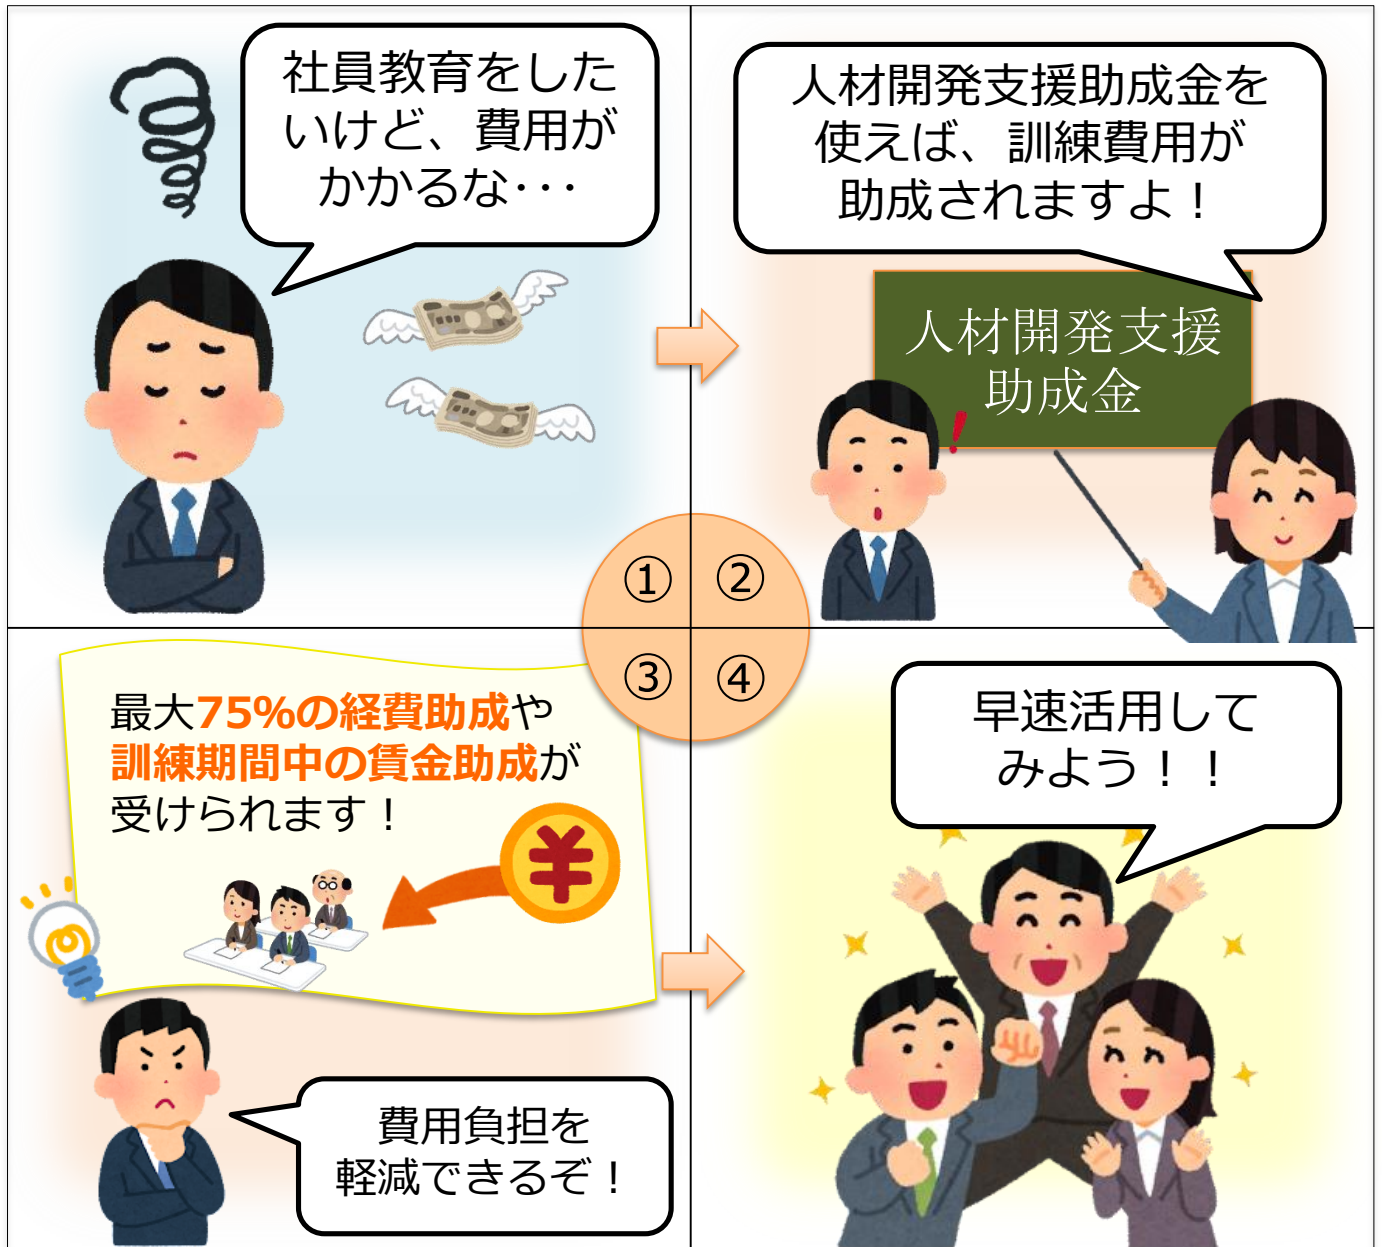 社員教育をした
いけど、費用が
かかるな･･･
人材開発支援助成金を
使えば、訓練費用が
助成されますよ！
人材開発支援
助成金
！
①
②
③
④
最大75%の経費助成や
訓練期間中の賃金助成が
受けられます！
¥
費用負担を
軽減できるぞ！
早速活用して
みよう！！